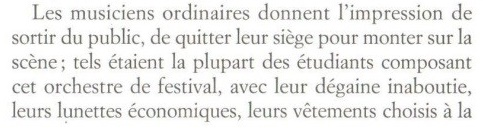 Les musiciens ordinaires donnent l'impression de
sortir du public, de quitter leur siège pour monter sur la
scène ; tels étaient la plupart des étudiants composant
cet orchestre de festival, avec leur dégaine inaboutie,
leurs lunettes économiques, leurs vêtements choisis à la